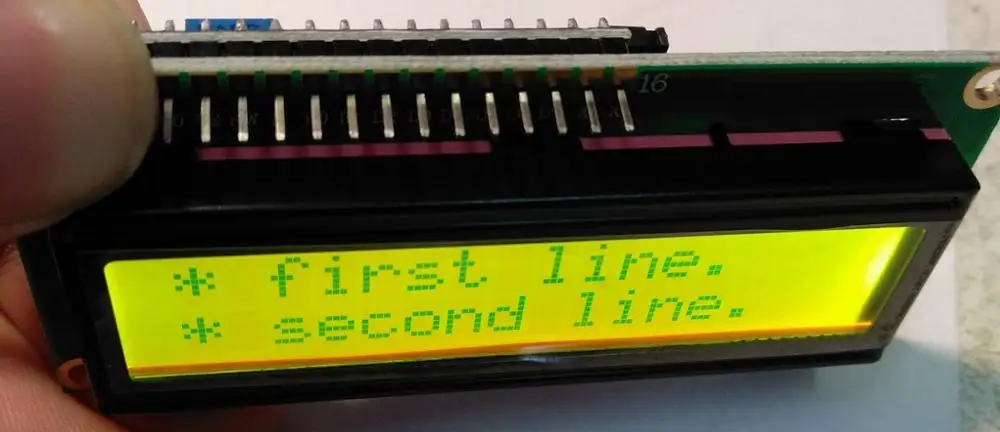 16
* first line.
* second line.